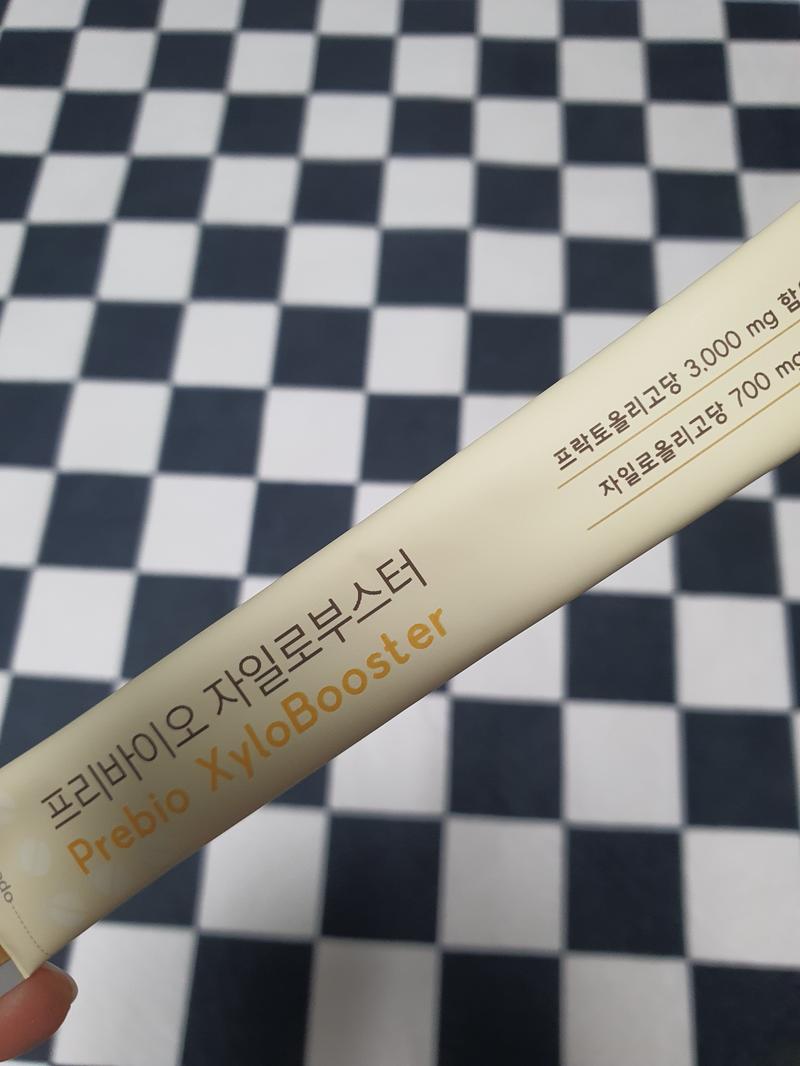 프락토올리고당 3,000 mg
자일로올리고당 700 mg
프리바이오 자일로부스터
Prebio XyloBooster